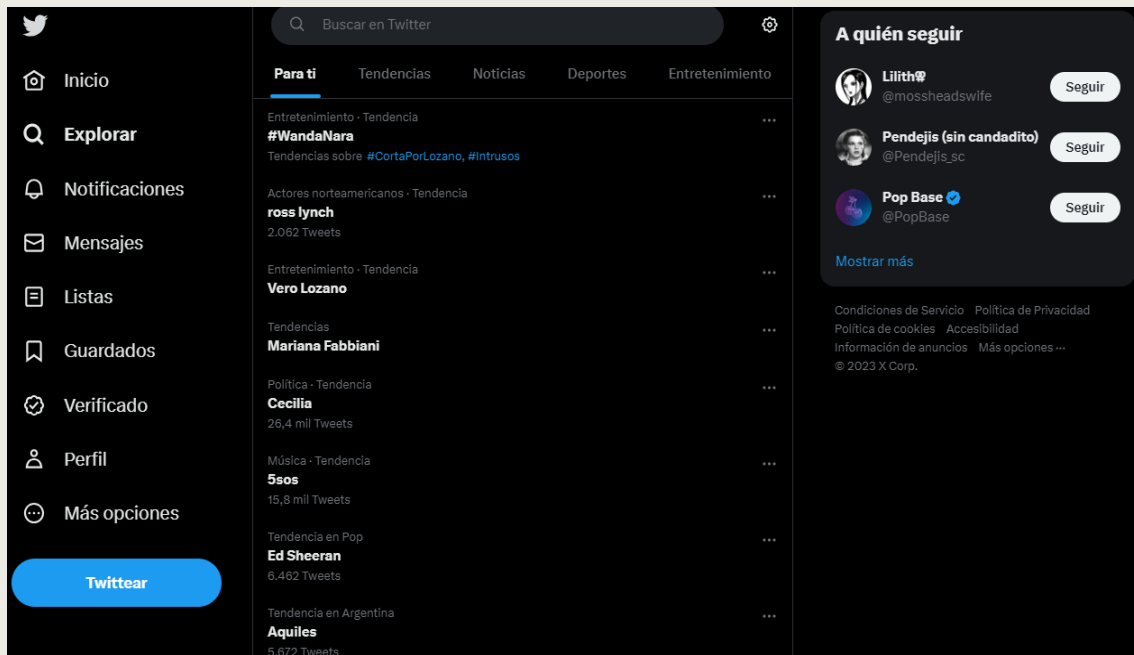 Inicio
Explorar
Notificaciones
Mensajes
Listas
Guardados
Verificado
Perfil
Más opciones
Twittear
Buscar en Twitter
Para ti Tendencias Noticias Deportes Entretenimiento
Entretenimiento · Tendencia
#WandaNara
Tendencias sobre #CortaPorLozano, #Intrusos
Actores norteamericanos · Tendencia
ross lynch
2.062 Tweets
Entretenimiento · Tendencia
Vero Lozano
Tendencias
Mariana Fabbiani
Política · Tendencia
Cecilia
26,4 mil Tweets
Música · Tendencia
5sos
15,8 mil Tweets
Tendencia en Pop
Ed Sheeran
6.462 Tweets
Tendencia en Argentina
Aquiles
5.672 Tweets
A quién seguir
Lilith
@mossheadswife
Seguir
Pendejis (sin candadito)
@Pendejis_sc
Seguir
Pop Base
@PopBase
Seguir
Mostrar más
Condiciones de Servicio Política de Privacidad
Política de cookies Accesibilidad
Información de anuncios Más opciones ···
© 2023 X Corp.